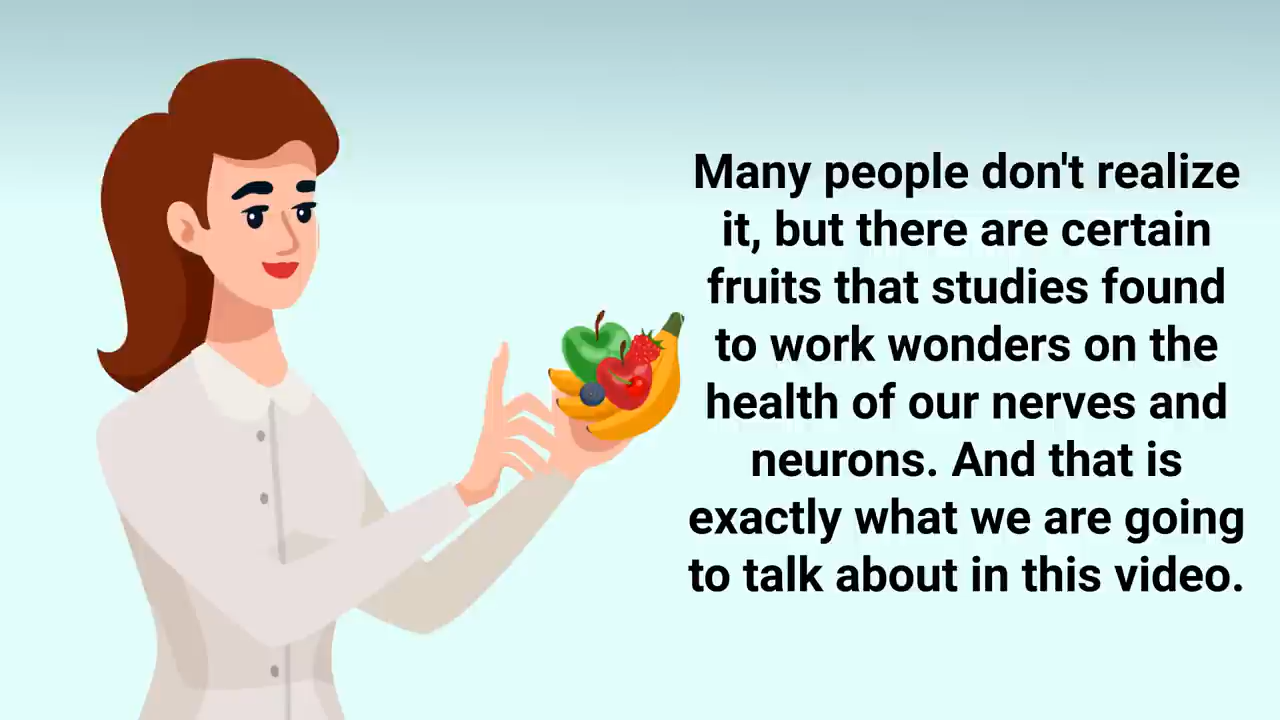 Many people don't realize
it, but there are certain
fruits that studies found
to work wonders on the
health of our nerves and
neurons. And that is
exactly what we are going
to talk about in this video.